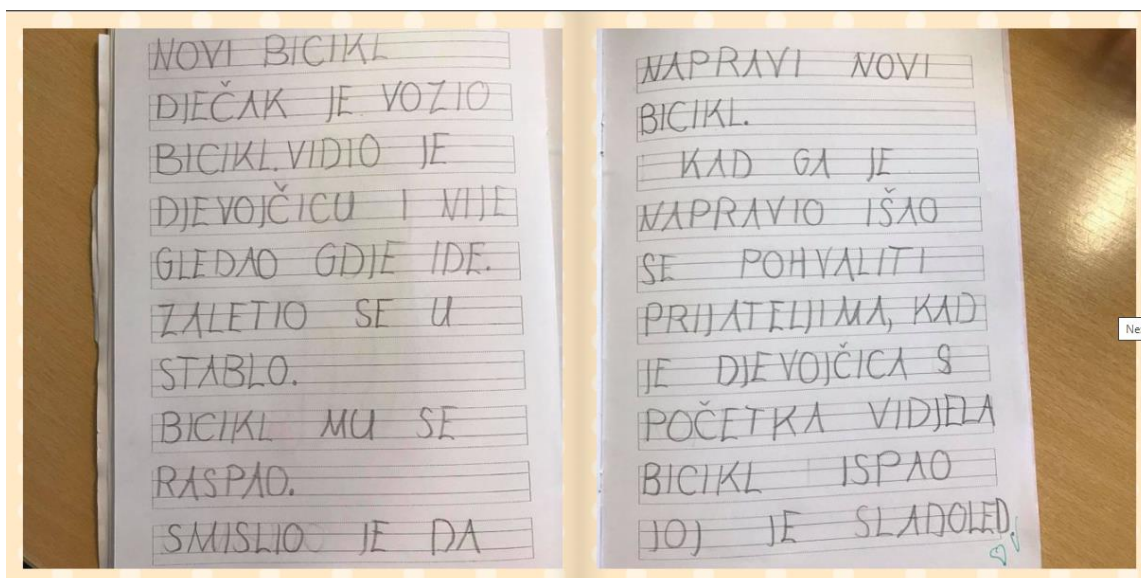 NOVI BICIKL
DJEČAK JE VOZIO
BICIKL. VIDIO JE
DJEVOJČICU I NIJE
GLEDAO GDJE IDE.
ZALETIO SE U
STABLO.
BICIKL MU SE
RASPAO.
SMISLIO JE DA
NAPRAVI NOVI
BICIKL.
KAD GA JE
NAPRAVIO IŠAO
SE POHVALITI
PRIJATELJIMA, KAD
JE DJEVOJČICA S
POČETKA VIDJELA
BICIKL ISPAO
JOJ JE SLADOLED.
Ne